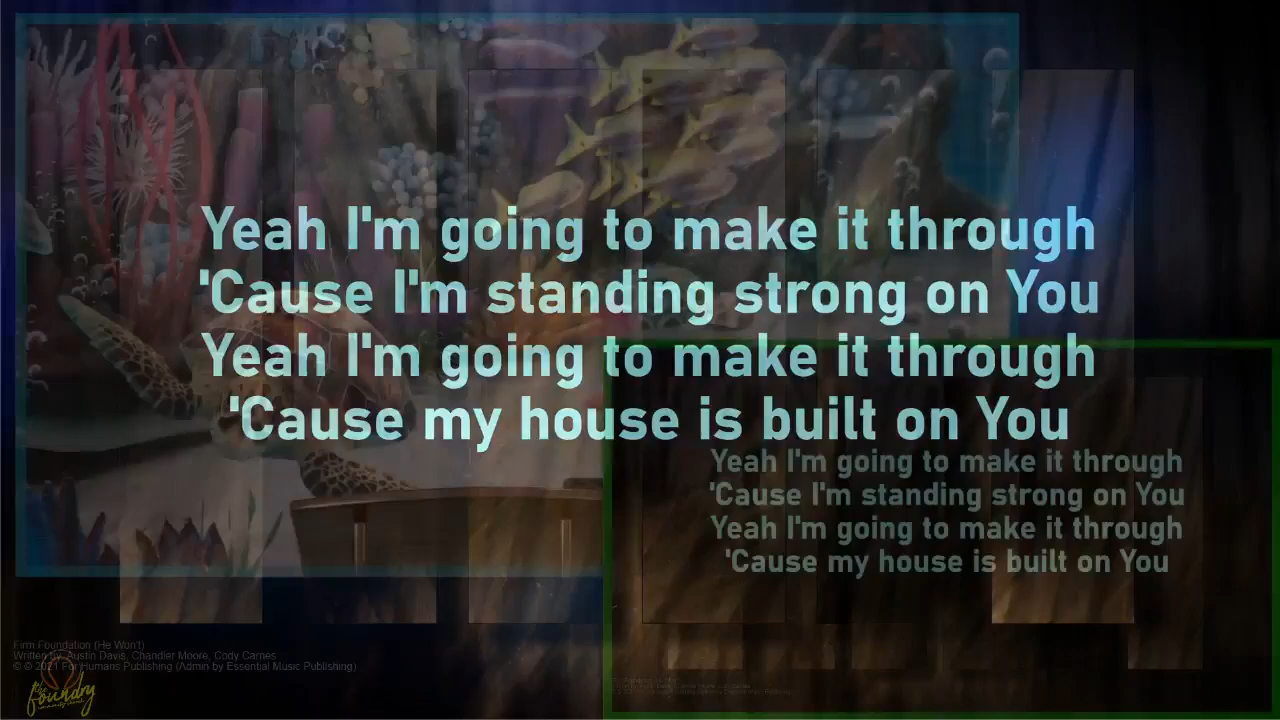 Yeah I'm going to make it through
'Cause I'm standing strong on You
Yeah I'm going to make it through
'Cause my house is built on You
Yeah I'm going to make it through
'Cause I'm standing strong on You
Yeah I'm going to make it through
'Cause my house is built on You
Firm Foundation (He Won't)
Written by: Austin Davis, Chandler Moore, Cody Carnes
© © 2021 For Humans Publishing (Admin by Essential Music Publishing)
the
foundry